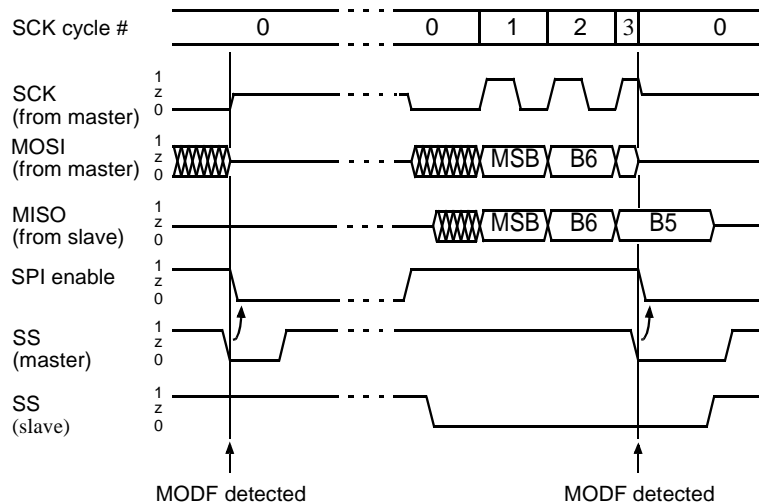 SCK cycle # 0 0 1 2 3 0
SCK
(from master)
1
z
0
MOSI
(from master)
1
z
0
MSB B6
MISO
(from slave)
1
z
0
MSB B6 B5
SPI enable
1
z
0
SS
(master)
1
z
0
SS
(slave)
1
z
0
MODF detected MODF detected